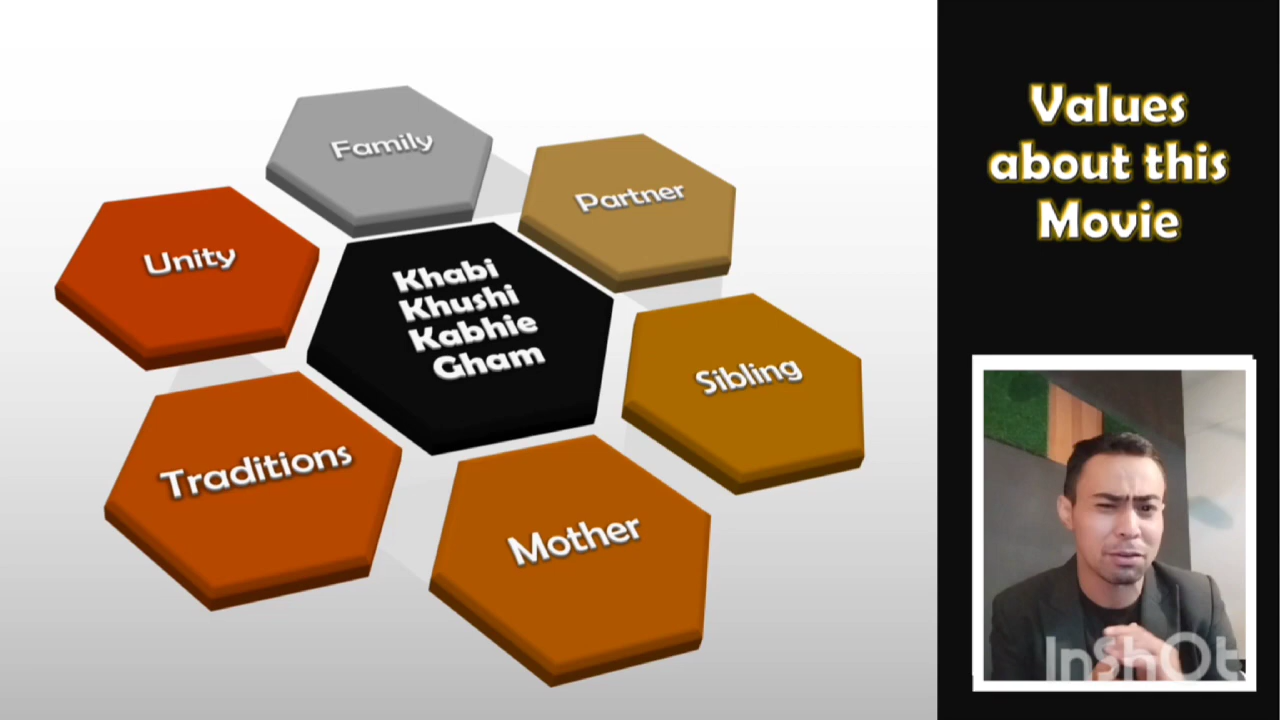 Family
Partner
Unity
Khabi
Khushi
Kabhie
Gham
Sibling
Traditions
Mother
Values
about this
Movie
InShOt